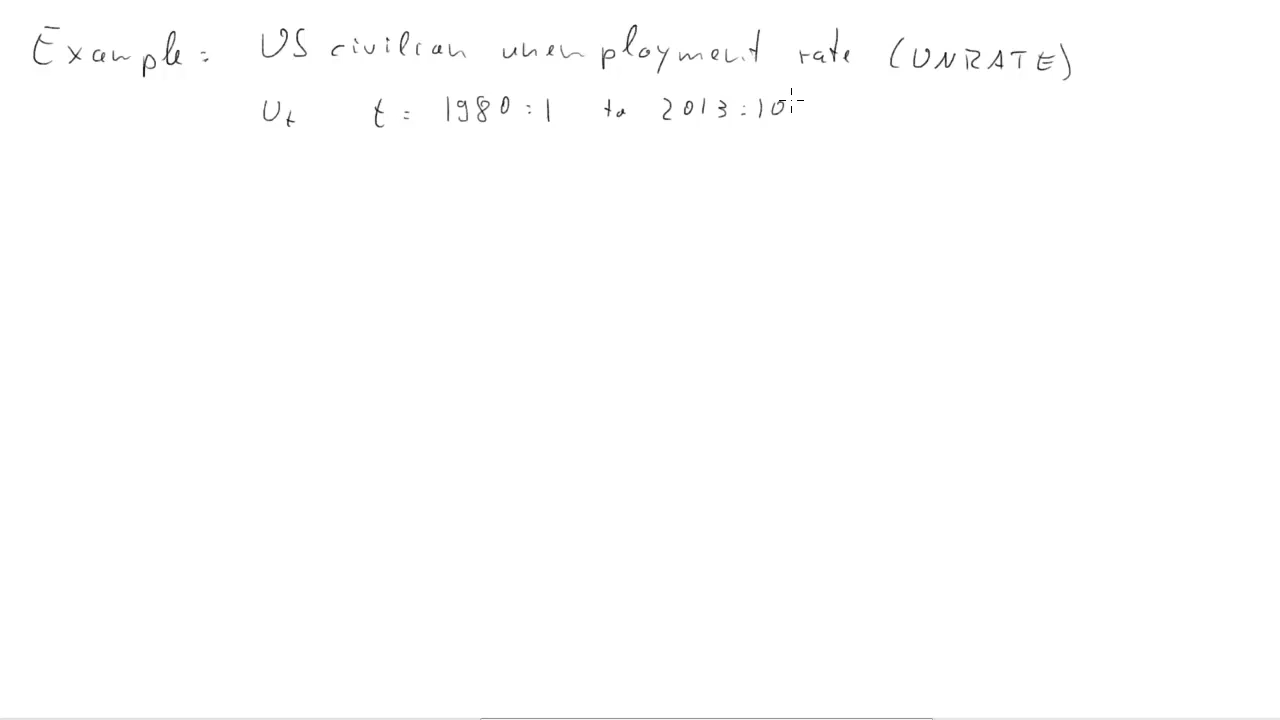 Example: US civilian unemployment rate (UNRATE)
Ut t = 1980:1 to 2013:10